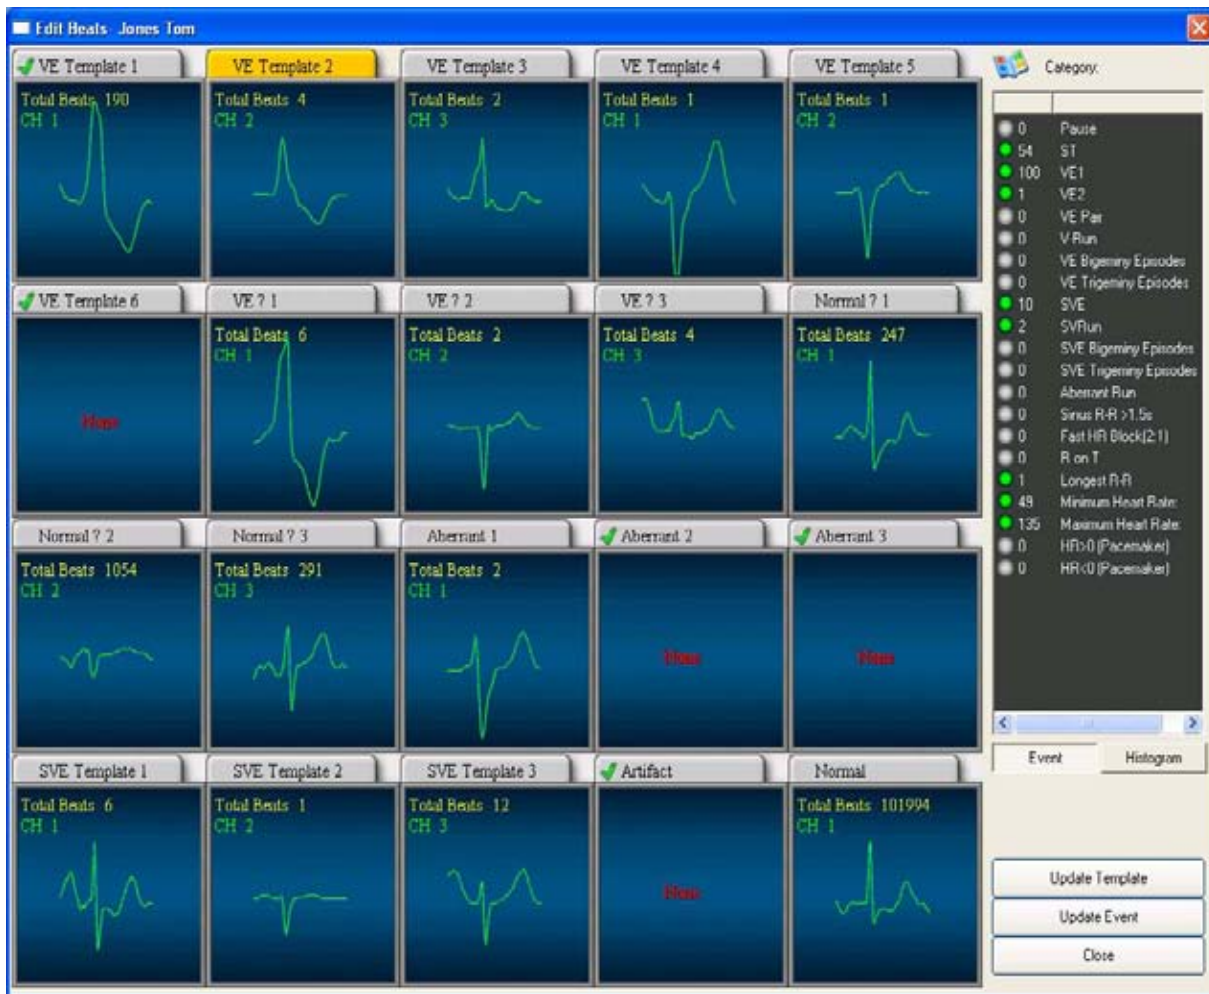 Edit Beats- Jones Tom
VE Template 1
VE Template 2
VE Template 3
VE Template 4
VE Template 5
Total Beats 190
CH 1
Total Beats 4
CH 2
Total Beats 2
CH 3
Total Beats 1
CH 1
Total Beats 1
CH 2
VE Template 6
VE ? 1
VE ? 2
VE ? 3
Normal ? 1
None
Total Beats 6
CH 1
Total Beats 2
CH 2
Total Beats 4
CH 3
Total Beats 247
CH 1
Normal ? 2
Normal ? 3
Aberrant 1
Aberrant 2
Aberrant 3
Total Beats 1054
CH 2
Total Beats 291
CH 3
Total Beats 2
CH 1
None
None
SVE Template 1
SVE Template 2
SVE Template 3
Artifact
Normal
Total Beats 6
CH 1
Total Beats 1
CH 2
Total Beats 12
CH 3
None
Total Beats 101994
CH 1
Category:
0 Pause
54 ST
100 VE1
1 VE2
0 VE Pair
0 V Run
0 VE Bigeminy Episodes
0 VE Trigeminy Episodes
10 SVE
2 SVRun
0 SVE Bigeminy Episodes
0 SVE Trigeminy Episodes
0 Aberrant Run
0 Sinus R-R >1.5s
0 Fast HR Block(2:1)
0 R on T
1 Longest R-R
49 Minimum Heart Rate:
135 Maximum Heart Rate:
0 HR>0 (Pacemaker)
0 HR<0 (Pacemaker)
Event
Histogram
Update Template
Update Event
Close